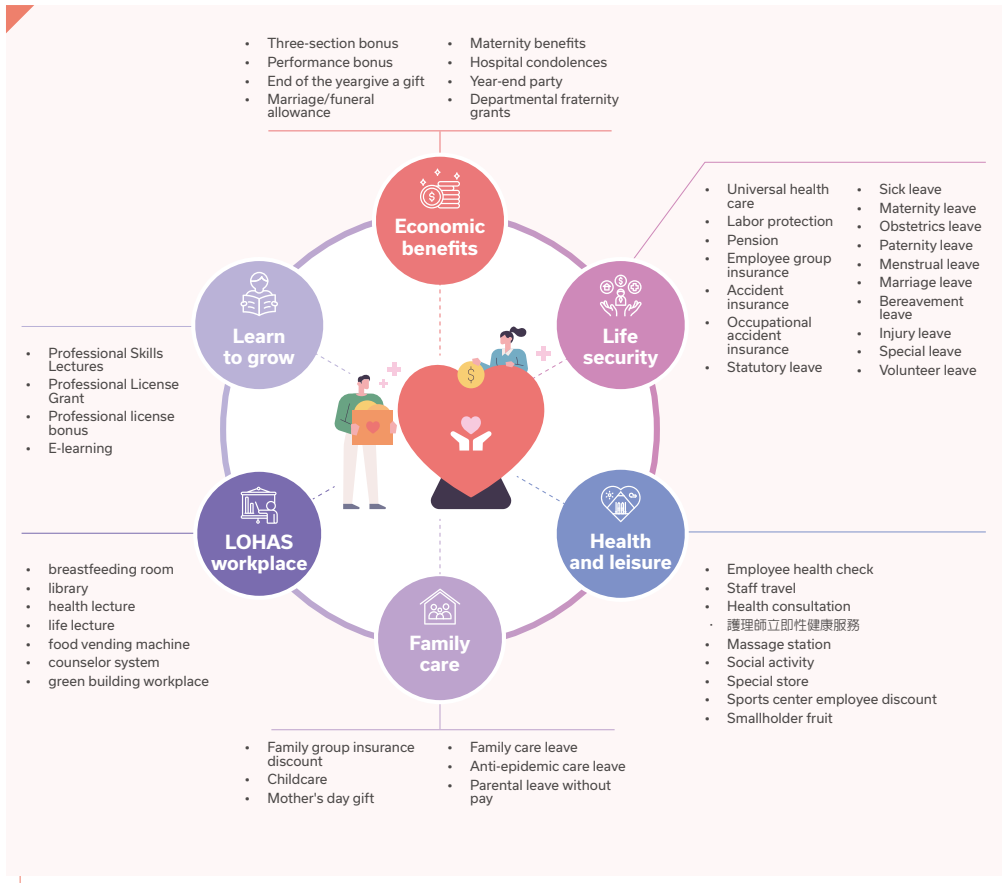 • Three-section bonus
• Performance bonus
• End of the yeargive a gift
• Marriage/funeral
allowance
• Maternity benefits
• Hospital condolences
• Year-end party
• Departmental fraternity
grants
Economic
benefits
• Universal health
care
• Labor protection
• Pension
• Employee group
insurance
• Accident
insurance
• Occupational
accident
insurance
• Statutory leave
• Sick leave
• Maternity leave
• Obstetrics leave
• Paternity leave
• Menstrual leave
• Marriage leave
• Bereavement
leave
• Injury leave
• Special leave
• Volunteer leave
Life
security
Learn
to grow
• Professional Skills
Lectures
• Professional License
Grant
• Professional license
bonus
• E-learning
$
LOHAS
workplace
• breastfeeding room
• library
• health lecture
• life lecture
• food vending machine
• counselor system
• green building workplace
Health
and leisure
• Employee health check
• Staff travel
• Health consultation
· 護理師立即性健康服務
• Massage station
• Social activity
• Special store
• Sports center employee discount
• Smallholder fruit
Family
care
• Family group insurance
discount
• Childcare
• Mother's day gift
• Family care leave
• Anti-epidemic care leave
• Parental leave without
pay